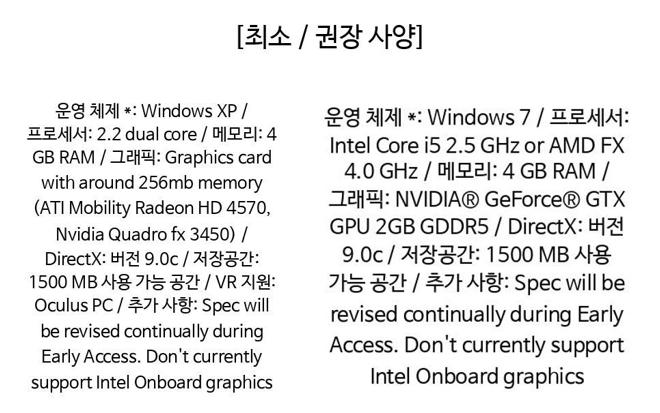 [최소 / 권장 사양]
운영 체제 *: Windows XP /
프로세서: 2.2 dual core / 메모리: 4
GB RAM / 그래픽: Graphics card
with around 256mb memory
(ATI Mobility Radeon HD 4570,
Nvidia Quadro fx 3450) /
DirectX: 버전 9.0c / 저장공간:
1500 MB 사용 가능 공간 / VR 지원:
Oculus PC / 추가 사항: Spec will
be revised continually during
Early Access. Don't currently
support Intel Onboard graphics
운영 체제 *: Windows 7 / 프로세서:
Intel Core i5 2.5 GHz or AMD FX
4.0 GHz / 메모리: 4 GB RAM /
그래픽: NVIDIA® GeForce® GTX
GPU 2GB GDDR5 / DirectX: 버전
9.0c / 저장공간: 1500 MB 사용
가능 공간 / 추가 사항: Spec will be
revised continually during Early
Access. Don't currently support
Intel Onboard graphics